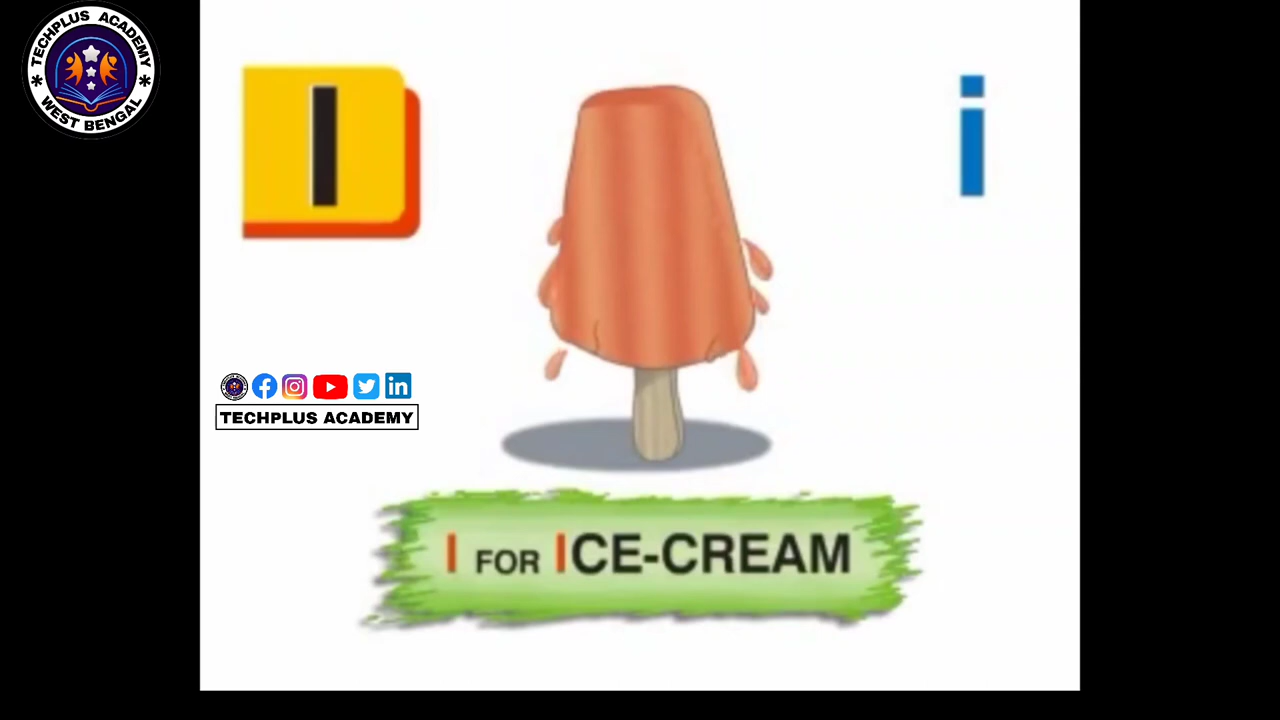 TECHPLUS ACADEMY
WEST BENGAL
I
i
TECHPLUS ACADEMY
I FOR ICE-CREAM